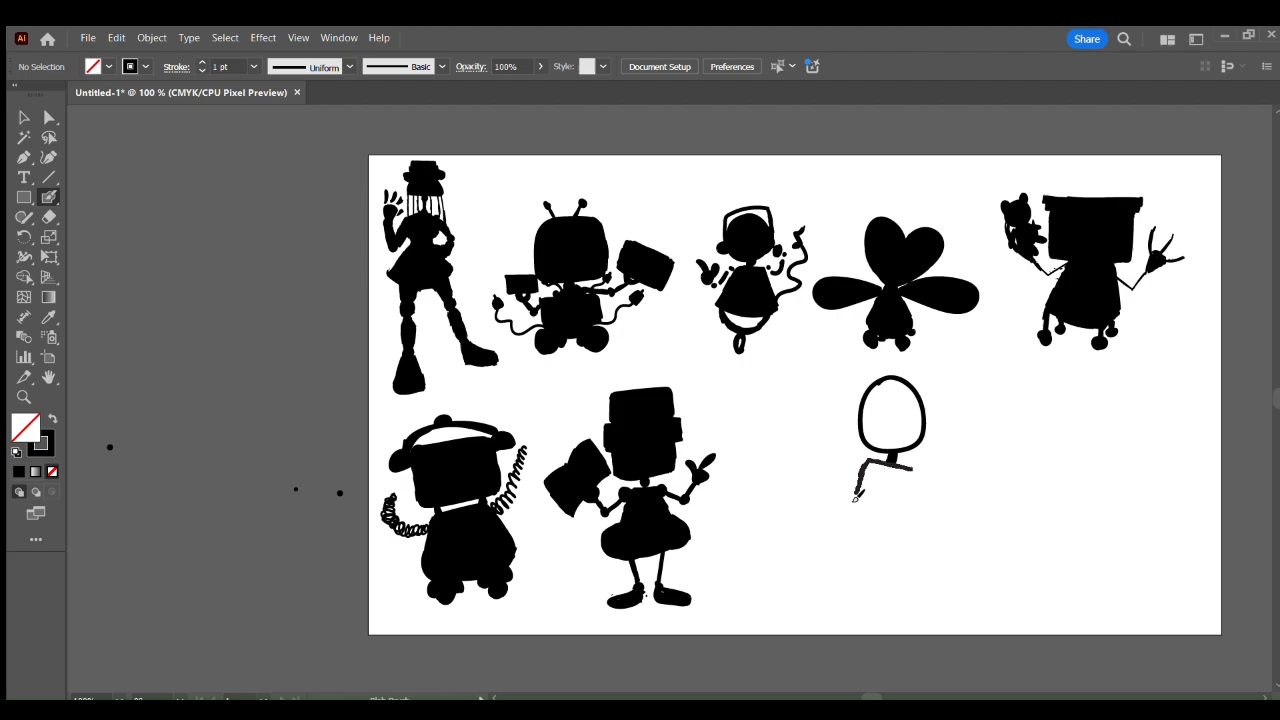 Ai File Edit Object Type Select Effect View Window Help Share
No Selection Stroke: 1 pt Uniform Basic Opacity: 100% Style: Document Setup Preferences
Untitled-1* @ 100 % (CMYK/CPU Pixel Preview) ×